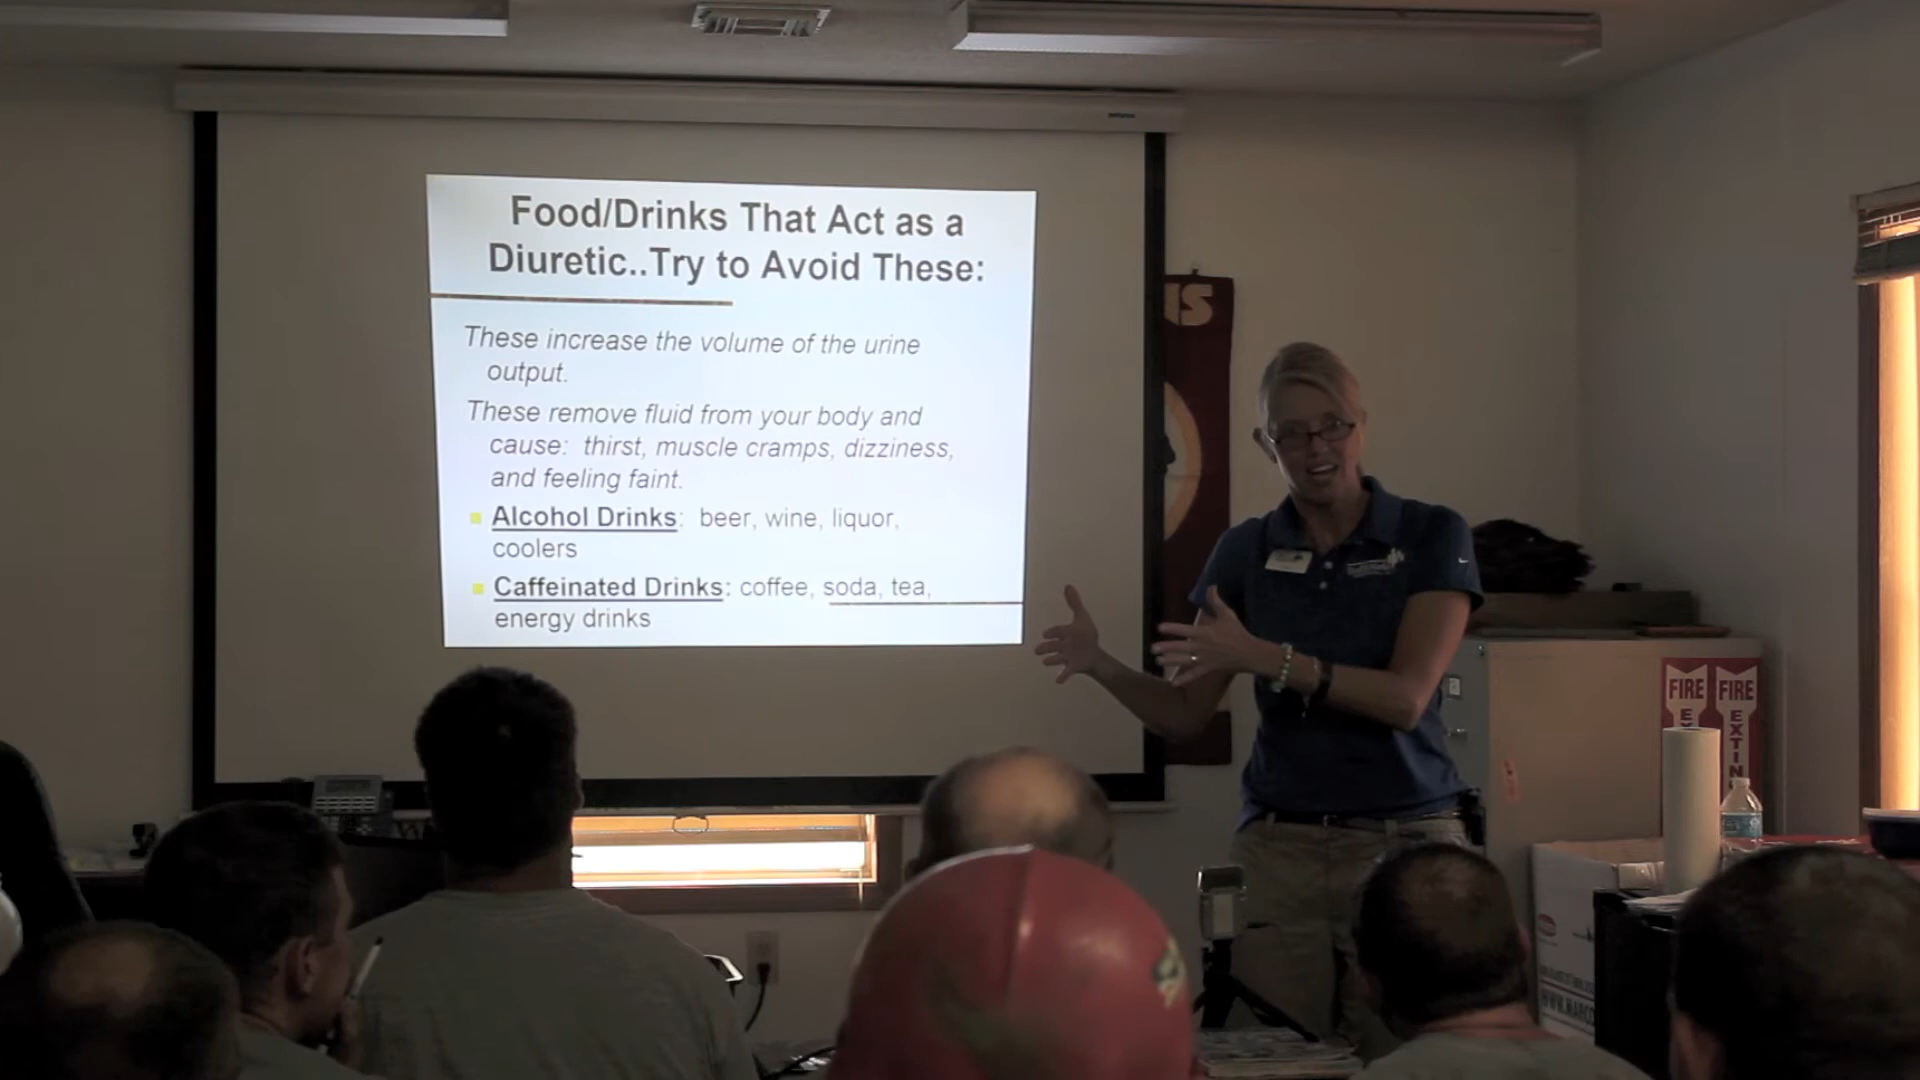 Food/Drinks That Act as a
Diuretic..Try to Avoid These:
These increase the volume of the urine
output.
These remove fluid from your body and
cause: thirst, muscle cramps, dizziness,
and feeling faint.
Alcohol Drinks: beer, wine, liquor,
coolers
Caffeinated Drinks: coffee, soda, tea,
energy drinks
FIRE
FIRE